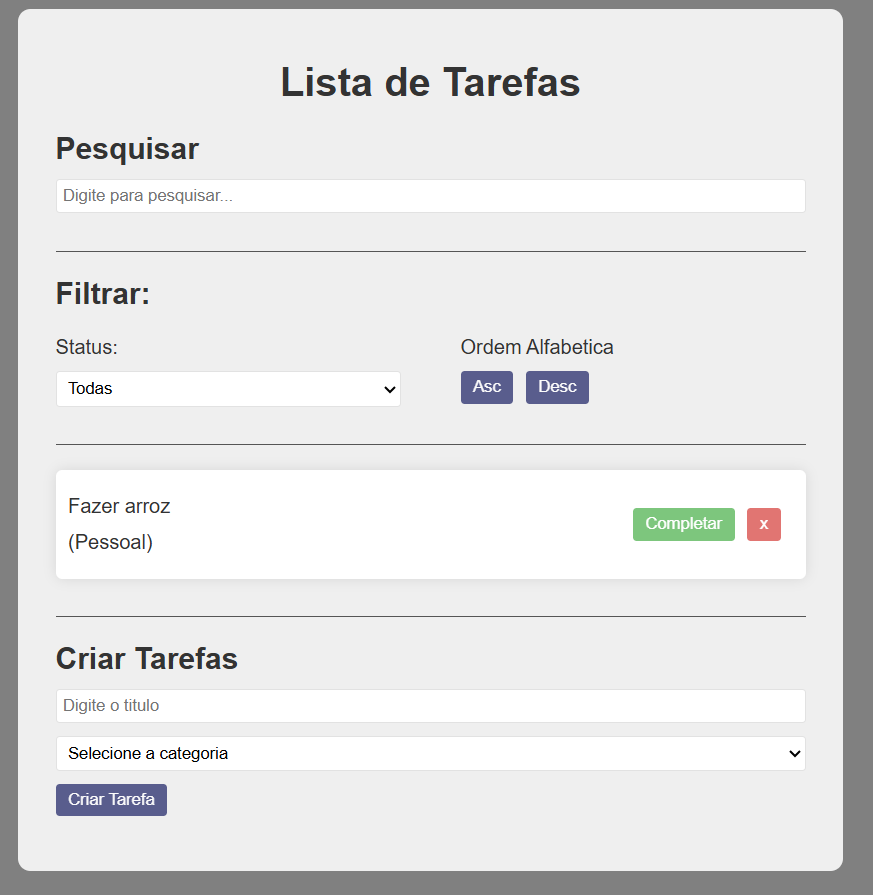 Lista de Tarefas
Pesquisar
Digite para pesquisar...
Filtrar:
Status:
Todas
Ordem Alfabetica
Asc Desc
Fazer arroz
(Pessoal)
Completar x
Criar Tarefas
Digite o titulo
Selecione a categoria
Criar Tarefa